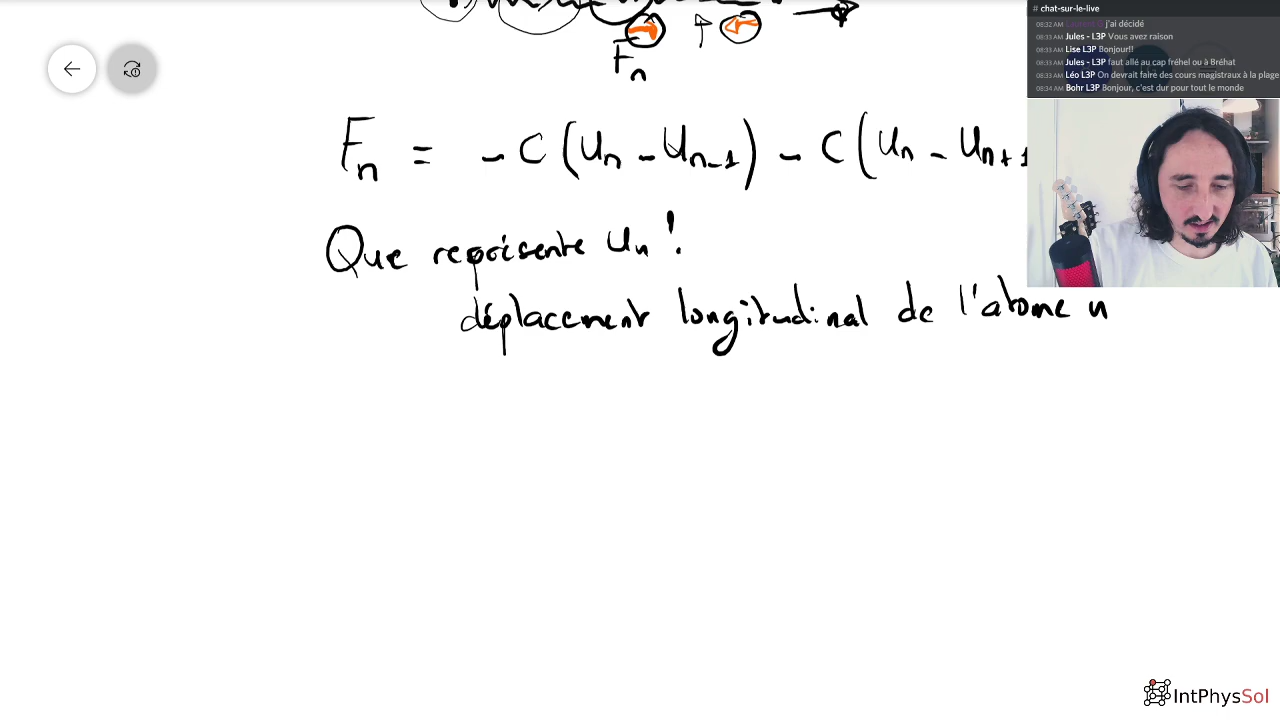 Fn
Fn = - C (Un - Un-1) - C (Un - Un+1
Que représente Un ?
déplacement longitudinal de l'atome n
# chat-sur-le-live
08:32 AM Laurent G j'ai décidé
08:33 AM Jules - L3P Vous avez raison
08:33 AM Lise L3P Bonjour!!
08:33 AM Jules - L3P faut allé au cap fréhel ou à Bréhat
08:33 AM Léo L3P On devrait faire des cours magistraux à la plage
08:34 AM Bohr L3P Bonjour, c'est dur pour tout le monde
IntPhysSol